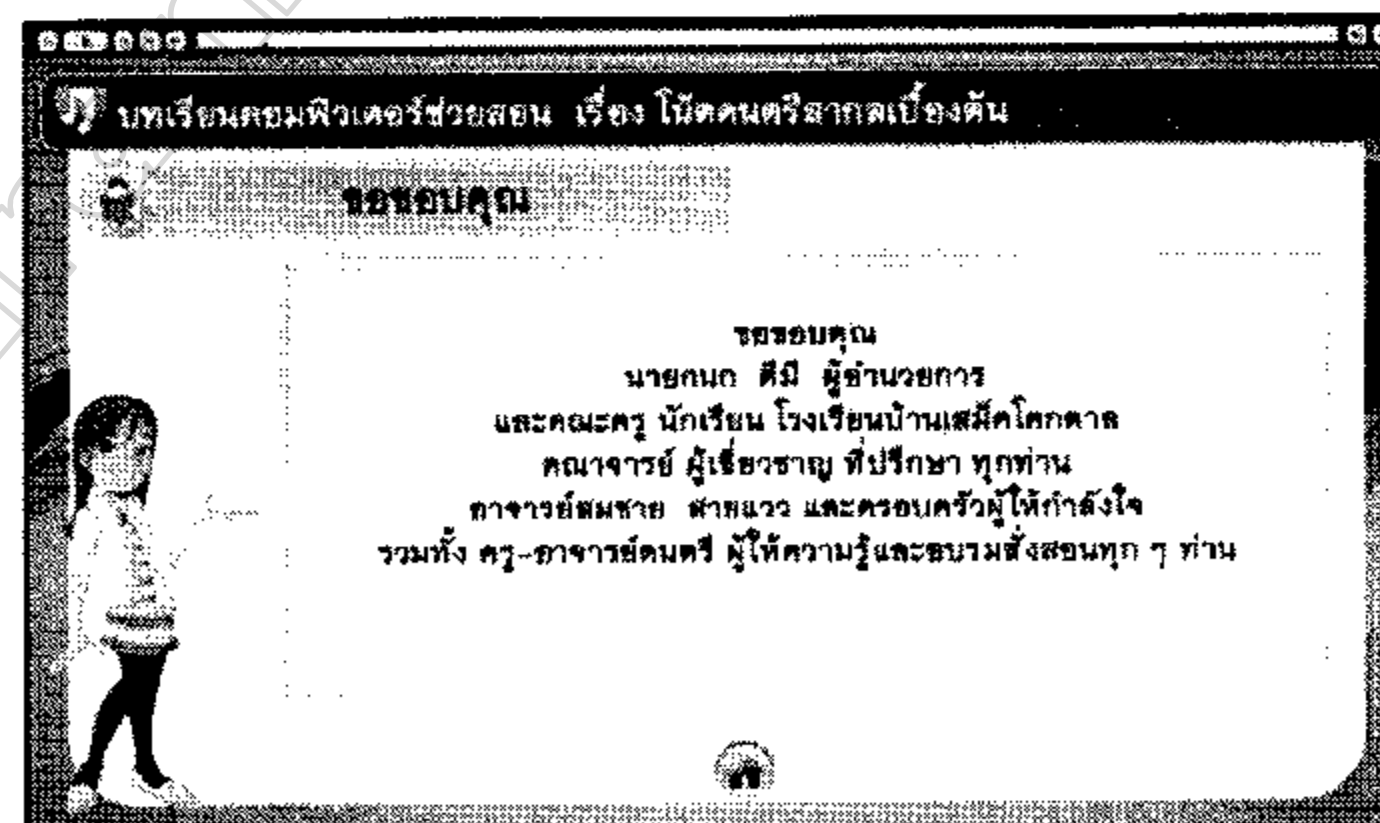 บทเรียนคอมพิวเตอร์ช่วยสอน เรื่อง โน้ตดนตรีสากลเบื้องต้น
ขอขอบคุณ
ขอขอบคุณ
นายกนก ดีมี ผู้อำนวยการ
และคณะครู นักเรียน โรงเรียนบ้านเสม็ดโคกตาล
คณาจารย์ ผู้เชี่ยวชาญ ที่ปรึกษา ทุกท่าน
อาจารย์สมชาย สายแวว และครอบครัวผู้ให้กำลังใจ
รวมทั้ง ครู-อาจารย์ดนตรี ผู้ให้ความรู้และอบรมสั่งสอนทุก ๆ ท่าน